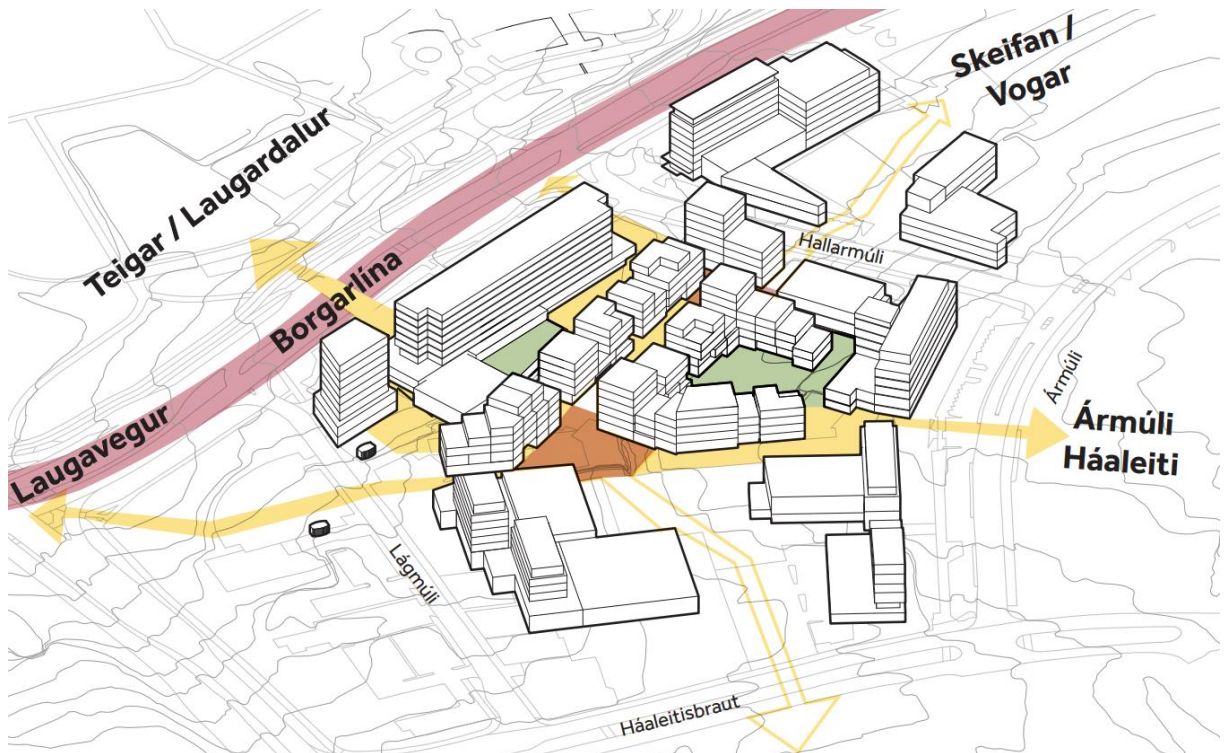 Skeifan /
Vogar
Teigar / Laugardalur
Borgarlína
Hallarmúli
Laugavegur
Ármúli
Ármúli
Háaleiti
Lágmúli
Háaleitisbraut